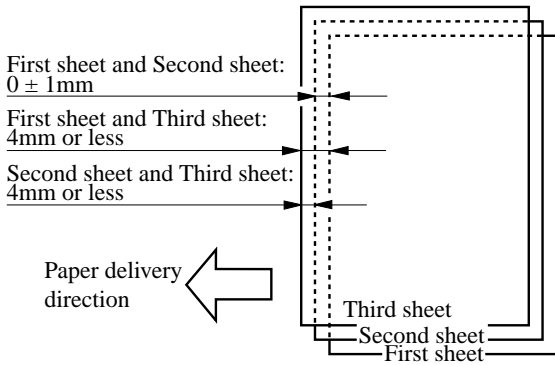 First sheet and Second sheet:
0 ± 1mm
First sheet and Third sheet:
4mm or less
Second sheet and Third sheet:
4mm or less
Paper delivery
direction
Third sheet
Second sheet
First sheet